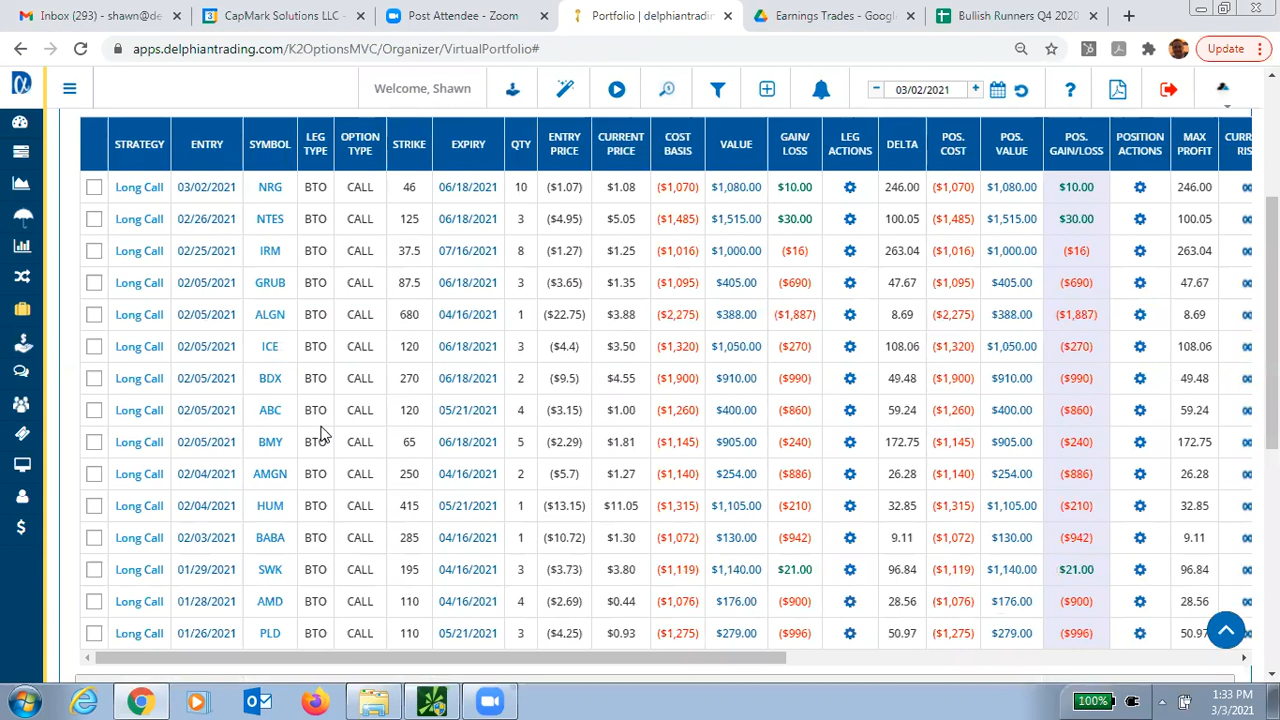 Inbox (293) - shawn@de
CapMark Solutions LLC -
Post Attendee - Zoom
Portfolio | delphiantradin
Earnings Trades - Goog
Bullish Runners Q4 2020
apps.delphiantrading.com/K2OptionsMVC/Organizer/VirtualPortfolio#
Update
Welcome, Shawn
03/02/2021
STRATEGY ENTRY SYMBOL LEG TYPE OPTION TYPE STRIKE EXPIRY QTY ENTRY PRICE CURRENT PRICE COST BASIS VALUE GAIN/ LOSS LEG ACTIONS DELTA POS. COST POS. VALUE POS. GAIN/LOSS POSITION ACTIONS MAX PROFIT CURR RIS
Long Call 03/02/2021 NRG BTO CALL 46 06/18/2021 10 ($1.07) $1.08 ($1,070) $1,080.00 $10.00 246.00 ($1,070) $1,080.00 $10.00 246.00 ∞
Long Call 02/26/2021 NTES BTO CALL 125 06/18/2021 3 ($4.95) $5.05 ($1,485) $1,515.00 $30.00 100.05 ($1,485) $1,515.00 $30.00 100.05 ∞
Long Call 02/25/2021 IRM BTO CALL 37.5 07/16/2021 8 ($1.27) $1.25 ($1,016) $1,000.00 ($16) 263.04 ($1,016) $1,000.00 ($16) 263.04 ∞
Long Call 02/05/2021 GRUB BTO CALL 87.5 06/18/2021 3 ($3.65) $1.35 ($1,095) $405.00 ($690) 47.67 ($1,095) $405.00 ($690) 47.67 ∞
Long Call 02/05/2021 ALGN BTO CALL 680 04/16/2021 1 ($22.75) $3.88 ($2,275) $388.00 ($1,887) 8.69 ($2,275) $388.00 ($1,887) 8.69 ∞
Long Call 02/05/2021 ICE BTO CALL 120 06/18/2021 3 ($4.4) $3.50 ($1,320) $1,050.00 ($270) 108.06 ($1,320) $1,050.00 ($270) 108.06 ∞
Long Call 02/05/2021 BDX BTO CALL 270 06/18/2021 2 ($9.5) $4.55 ($1,900) $910.00 ($990) 49.48 ($1,900) $910.00 ($990) 49.48 ∞
Long Call 02/05/2021 ABC BTO CALL 120 05/21/2021 4 ($3.15) $1.00 ($1,260) $400.00 ($860) 59.24 ($1,260) $400.00 ($860) 59.24 ∞
Long Call 02/05/2021 BMY BTO CALL 65 06/18/2021 5 ($2.29) $1.81 ($1,145) $905.00 ($240) 172.75 ($1,145) $905.00 ($240) 172.75 ∞
Long Call 02/04/2021 AMGN BTO CALL 250 04/16/2021 2 ($5.7) $1.27 ($1,140) $254.00 ($886) 26.28 ($1,140) $254.00 ($886) 26.28 ∞
Long Call 02/04/2021 HUM BTO CALL 415 05/21/2021 1 ($13.15) $11.05 ($1,315) $1,105.00 ($210) 32.85 ($1,315) $1,105.00 ($210) 32.85 ∞
Long Call 02/03/2021 BABA BTO CALL 285 04/16/2021 1 ($10.72) $1.30 ($1,072) $130.00 ($942) 9.11 ($1,072) $130.00 ($942) 9.11 ∞
Long Call 01/29/2021 SWK BTO CALL 195 04/16/2021 3 ($3.73) $3.80 ($1,119) $1,140.00 $21.00 96.84 ($1,119) $1,140.00 $21.00 96.84 ∞
Long Call 01/28/2021 AMD BTO CALL 110 04/16/2021 4 ($2.69) $0.44 ($1,076) $176.00 ($900) 28.56 ($1,076) $176.00 ($900) 28.56 ∞
Long Call 01/26/2021 PLD BTO CALL 110 05/21/2021 3 ($4.25) $0.93 ($1,275) $279.00 ($996) 50.97 ($1,275) $279.00 ($996) 50.97 ∞
100%
1:33 PM
3/3/2021